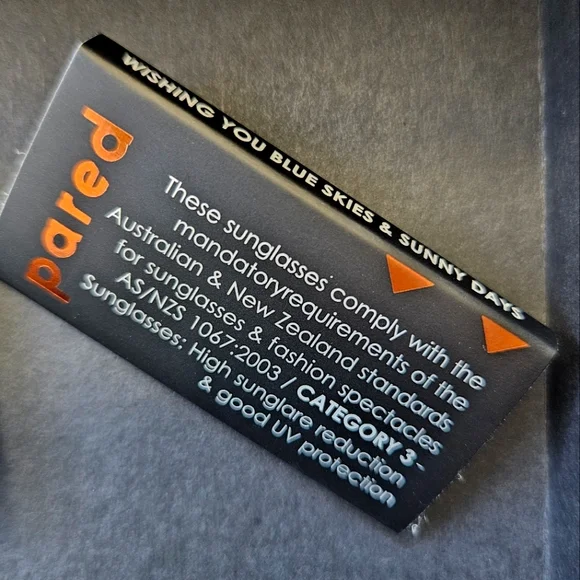 WISHING YOU BLUE SKIES & SUNNY DAYS
pared
These sunglasses comply with the
mandatoryrequirements of the
Australian & New Zealand standards
for sunglasses & fashion spectacles
AS/NZS 1067:2003 / CATEGORY 3-
Sunglasses: High sunglare reduction
& good UV protection